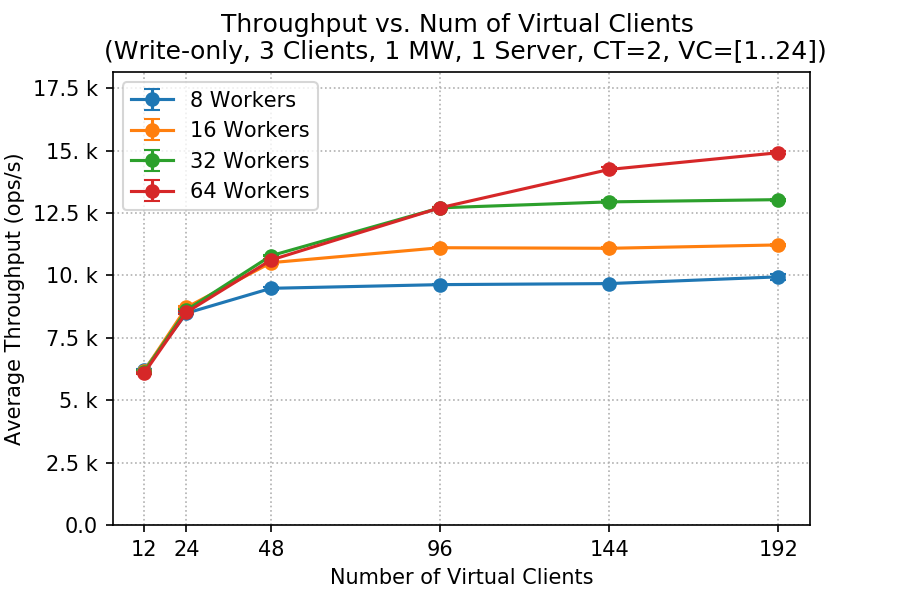 Throughput vs. Num of Virtual Clients
(Write-only, 3 Clients, 1 MW, 1 Server, CT=2, VC=[1..24])
Average Throughput (ops/s)
17.5 k
15. k
12.5 k
10. k
7.5 k
5. k
2.5 k
0.0
8 Workers
16 Workers
32 Workers
64 Workers
12 24 48 96 144 192
Number of Virtual Clients